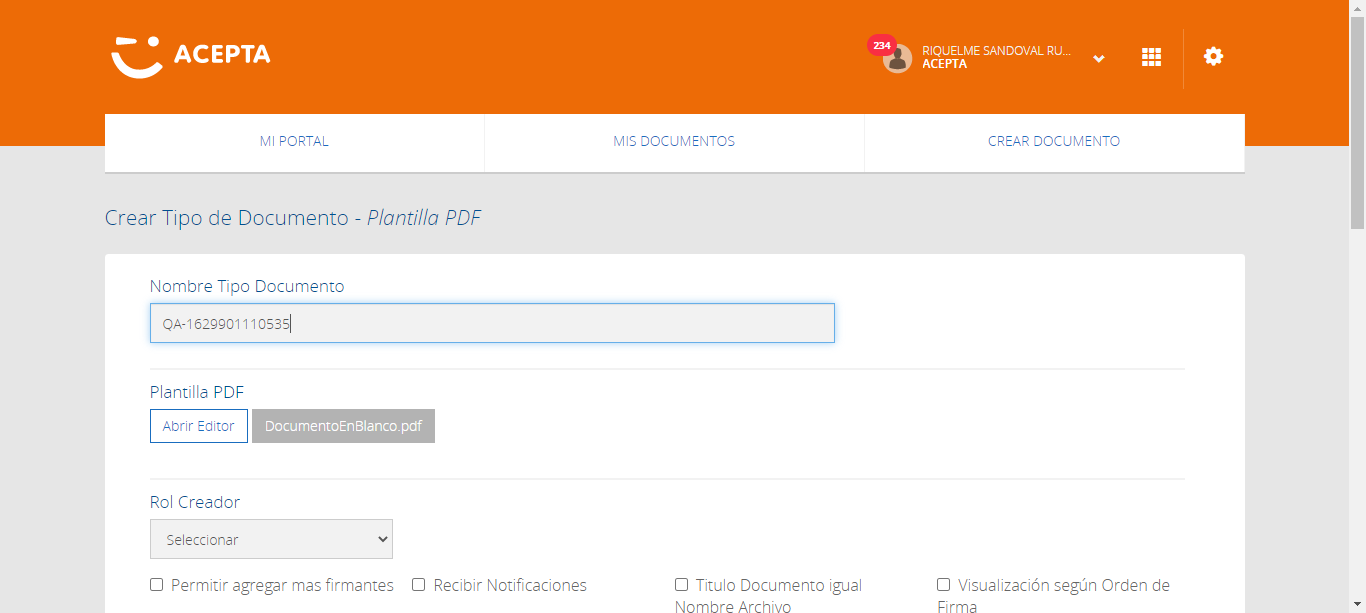 ACEPTA
234
RIQUELME SANDOVAL RU...
ACEPTA
MI PORTAL
MIS DOCUMENTOS
CREAR DOCUMENTO
Crear Tipo de Documento - Plantilla PDF
Nombre Tipo Documento
QA-1629901110535
Plantilla PDF
Abrir Editor
DocumentoEnBlanco.pdf
Rol Creador
Seleccionar
Permitir agregar mas firmantes
Recibir Notificaciones
Titulo Documento igual
Nombre Archivo
Visualización según Orden de
Firma